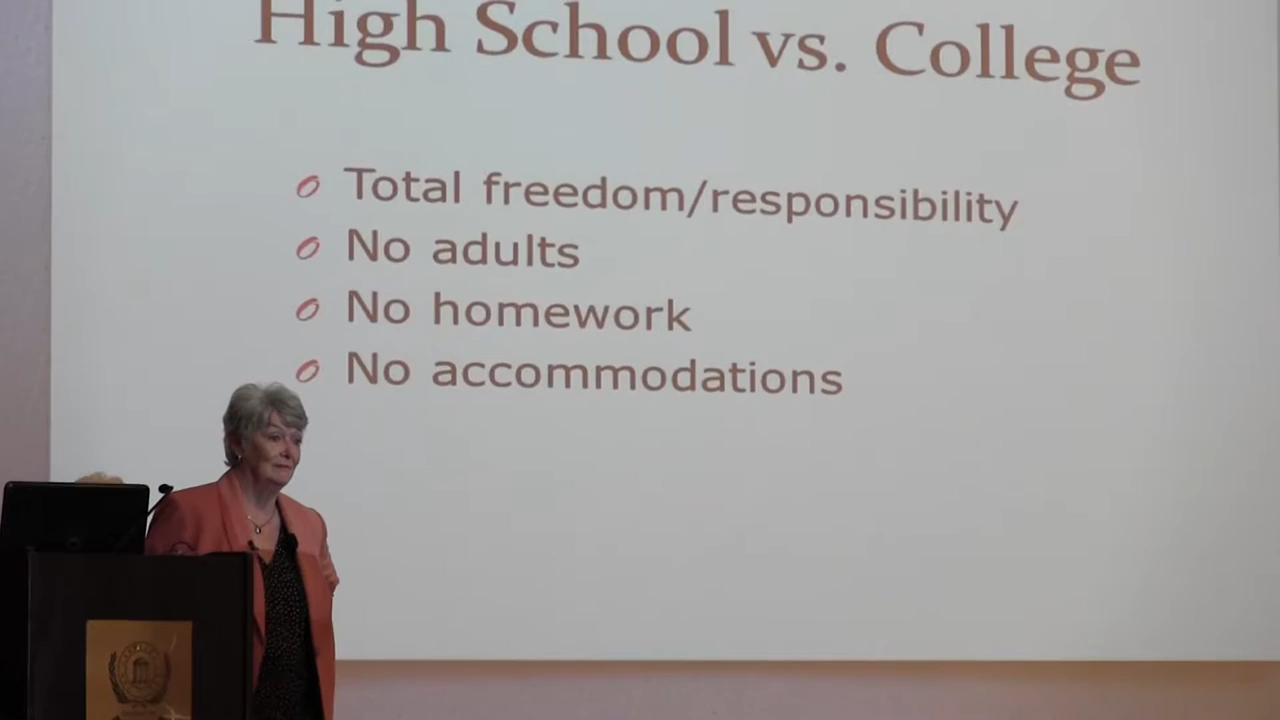 High School vs. College
Total freedom/responsibility
No adults
No homework
No accommodations